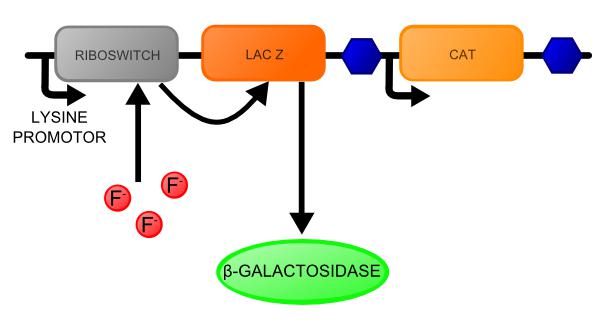 RIBOSWITCH
LAC Z
CAT
LYSINE
PROMOTOR
F-
F-
F-
β-GALACTOSIDASE